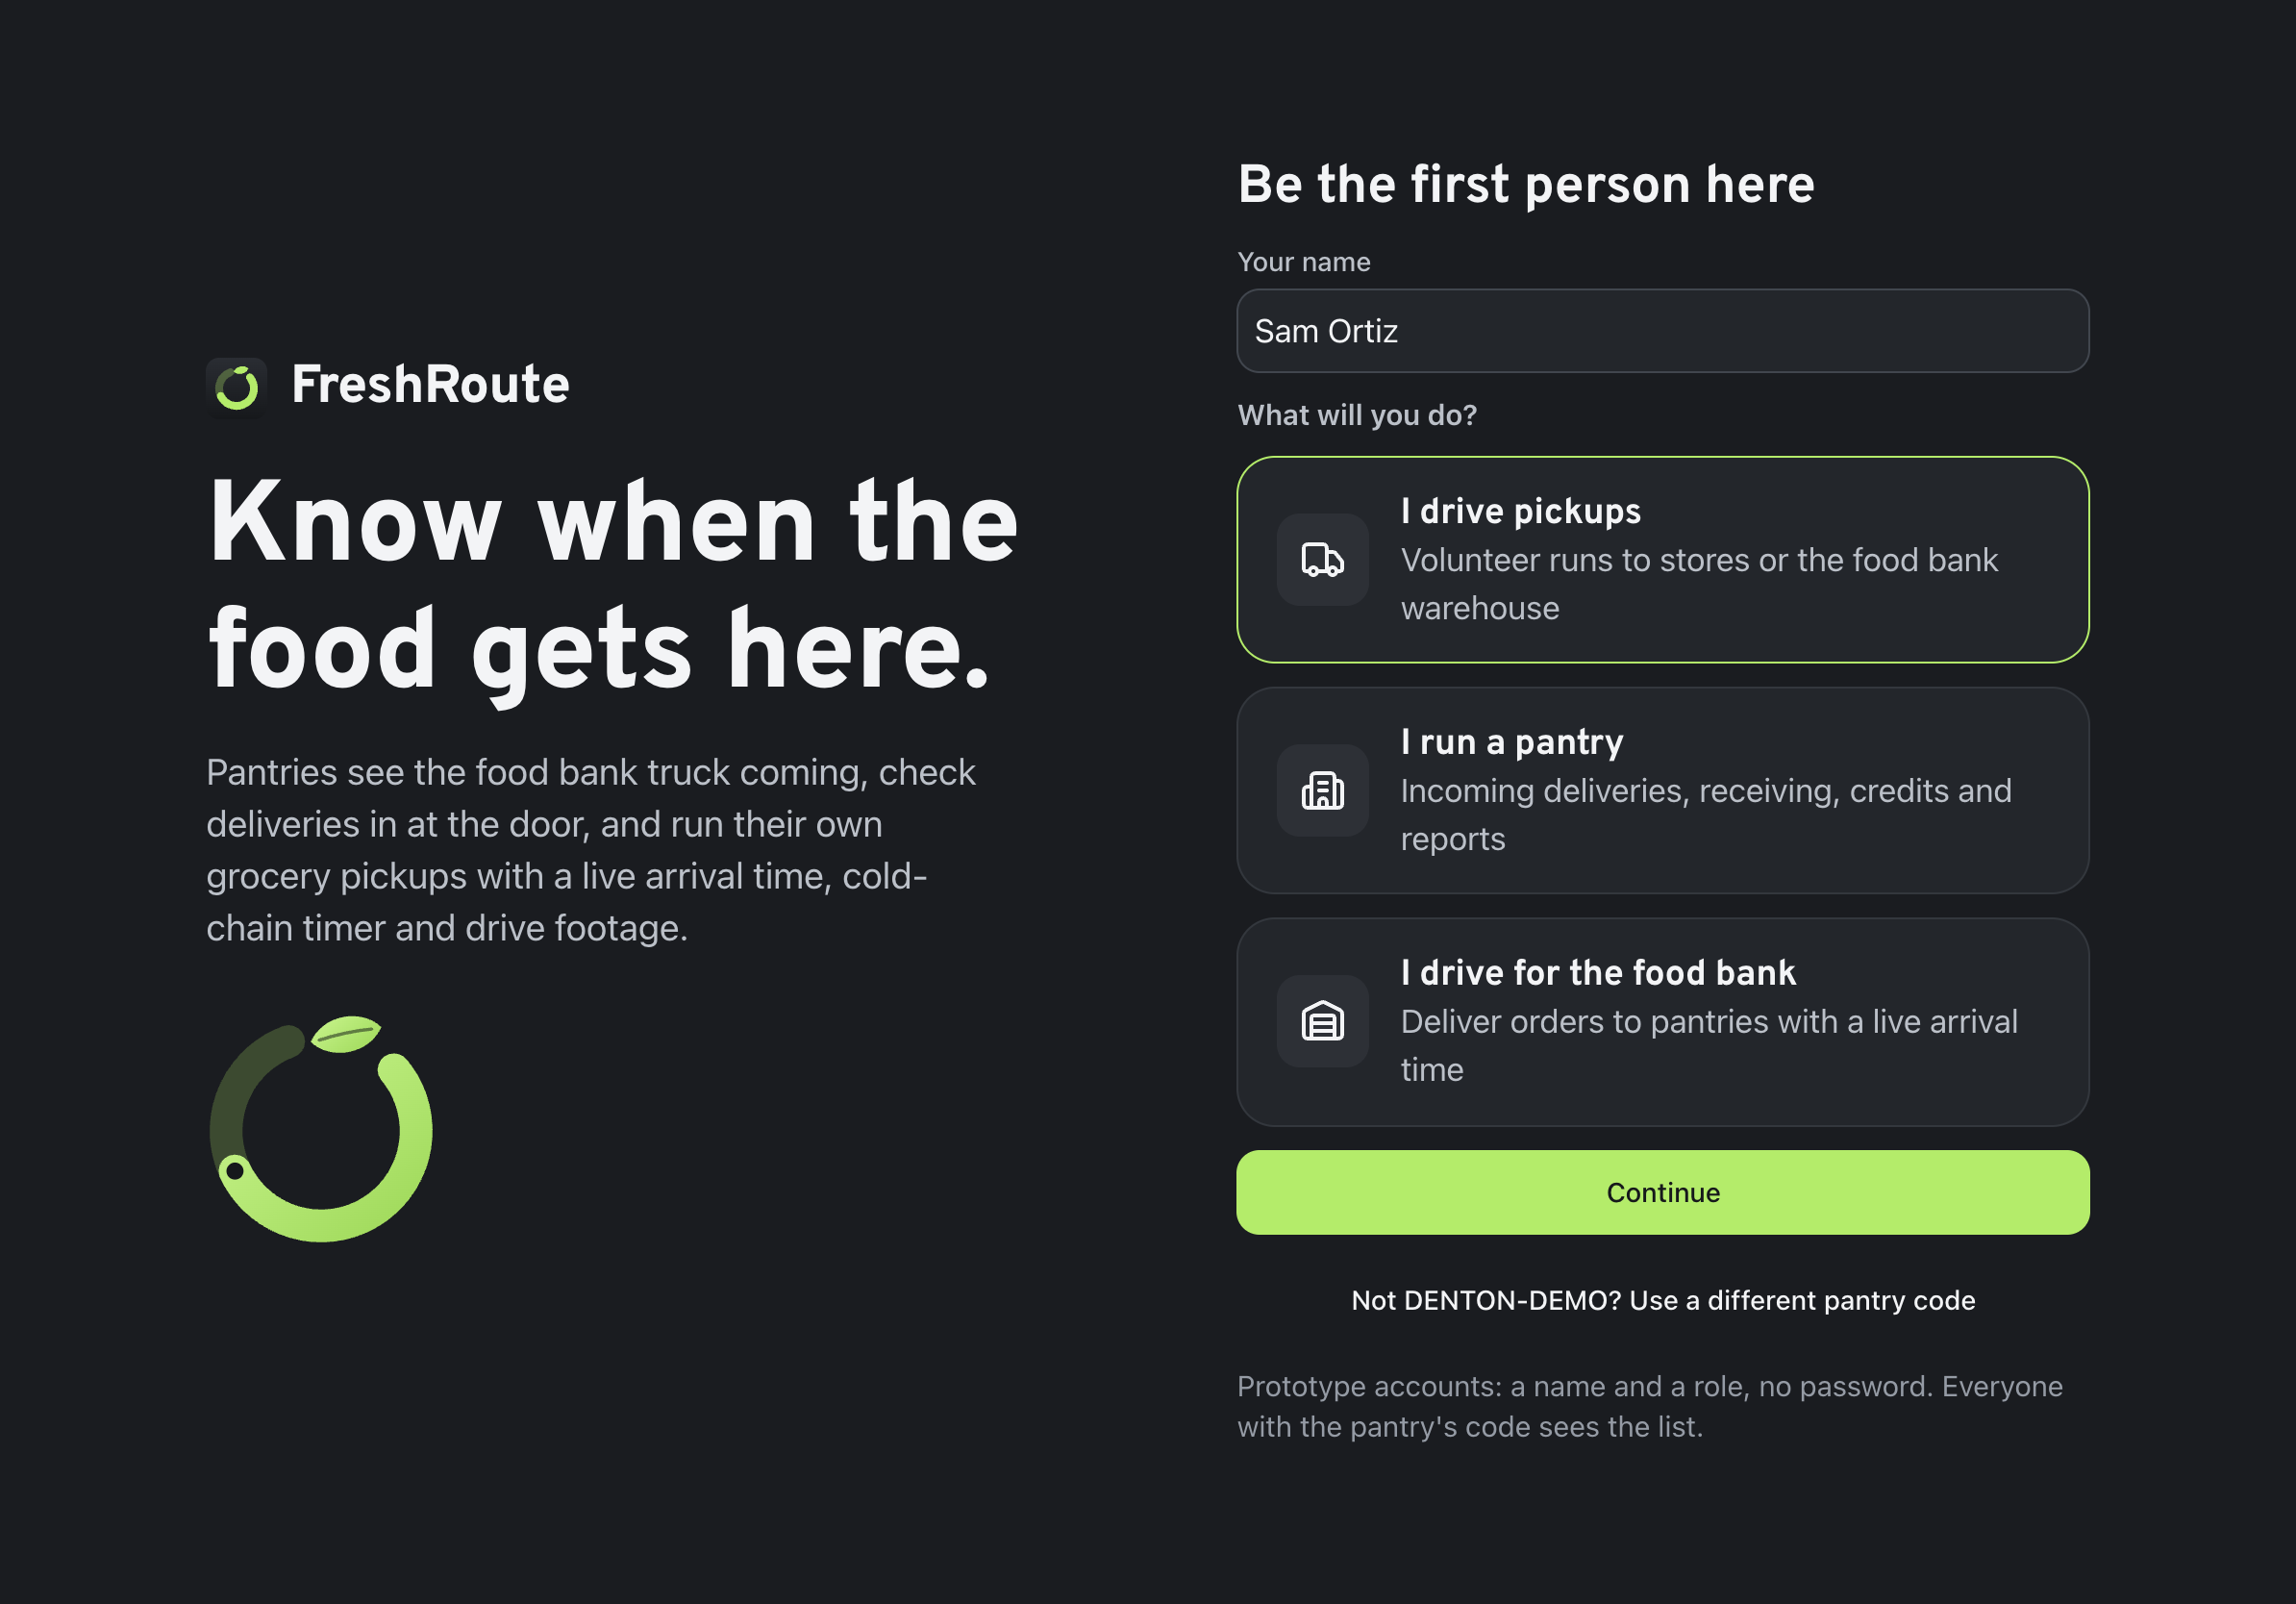 FreshRoute
Know when the
food gets here.
Pantries see the food bank truck coming, check
deliveries in at the door, and run their own
grocery pickups with a live arrival time, cold-
chain timer and drive footage.
Be the first person here
Your name
Sam Ortiz
What will you do?
I drive pickups
Volunteer runs to stores or the food bank
warehouse
I run a pantry
Incoming deliveries, receiving, credits and
reports
I drive for the food bank
Deliver orders to pantries with a live arrival
time
Continue
Not DENTON-DEMO? Use a different pantry code
Prototype accounts: a name and a role, no password. Everyone
with the pantry's code sees the list.